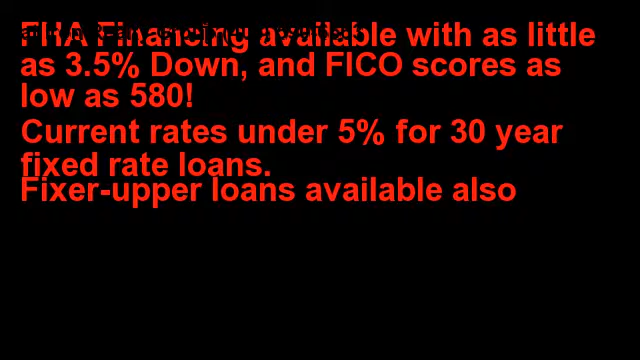 FHA Financing available with as little
as 3.5% Down, and FICO scores as
low as 580!
Current rates under 5% for 30 year
fixed rate loans.
Fixer-upper loans available also